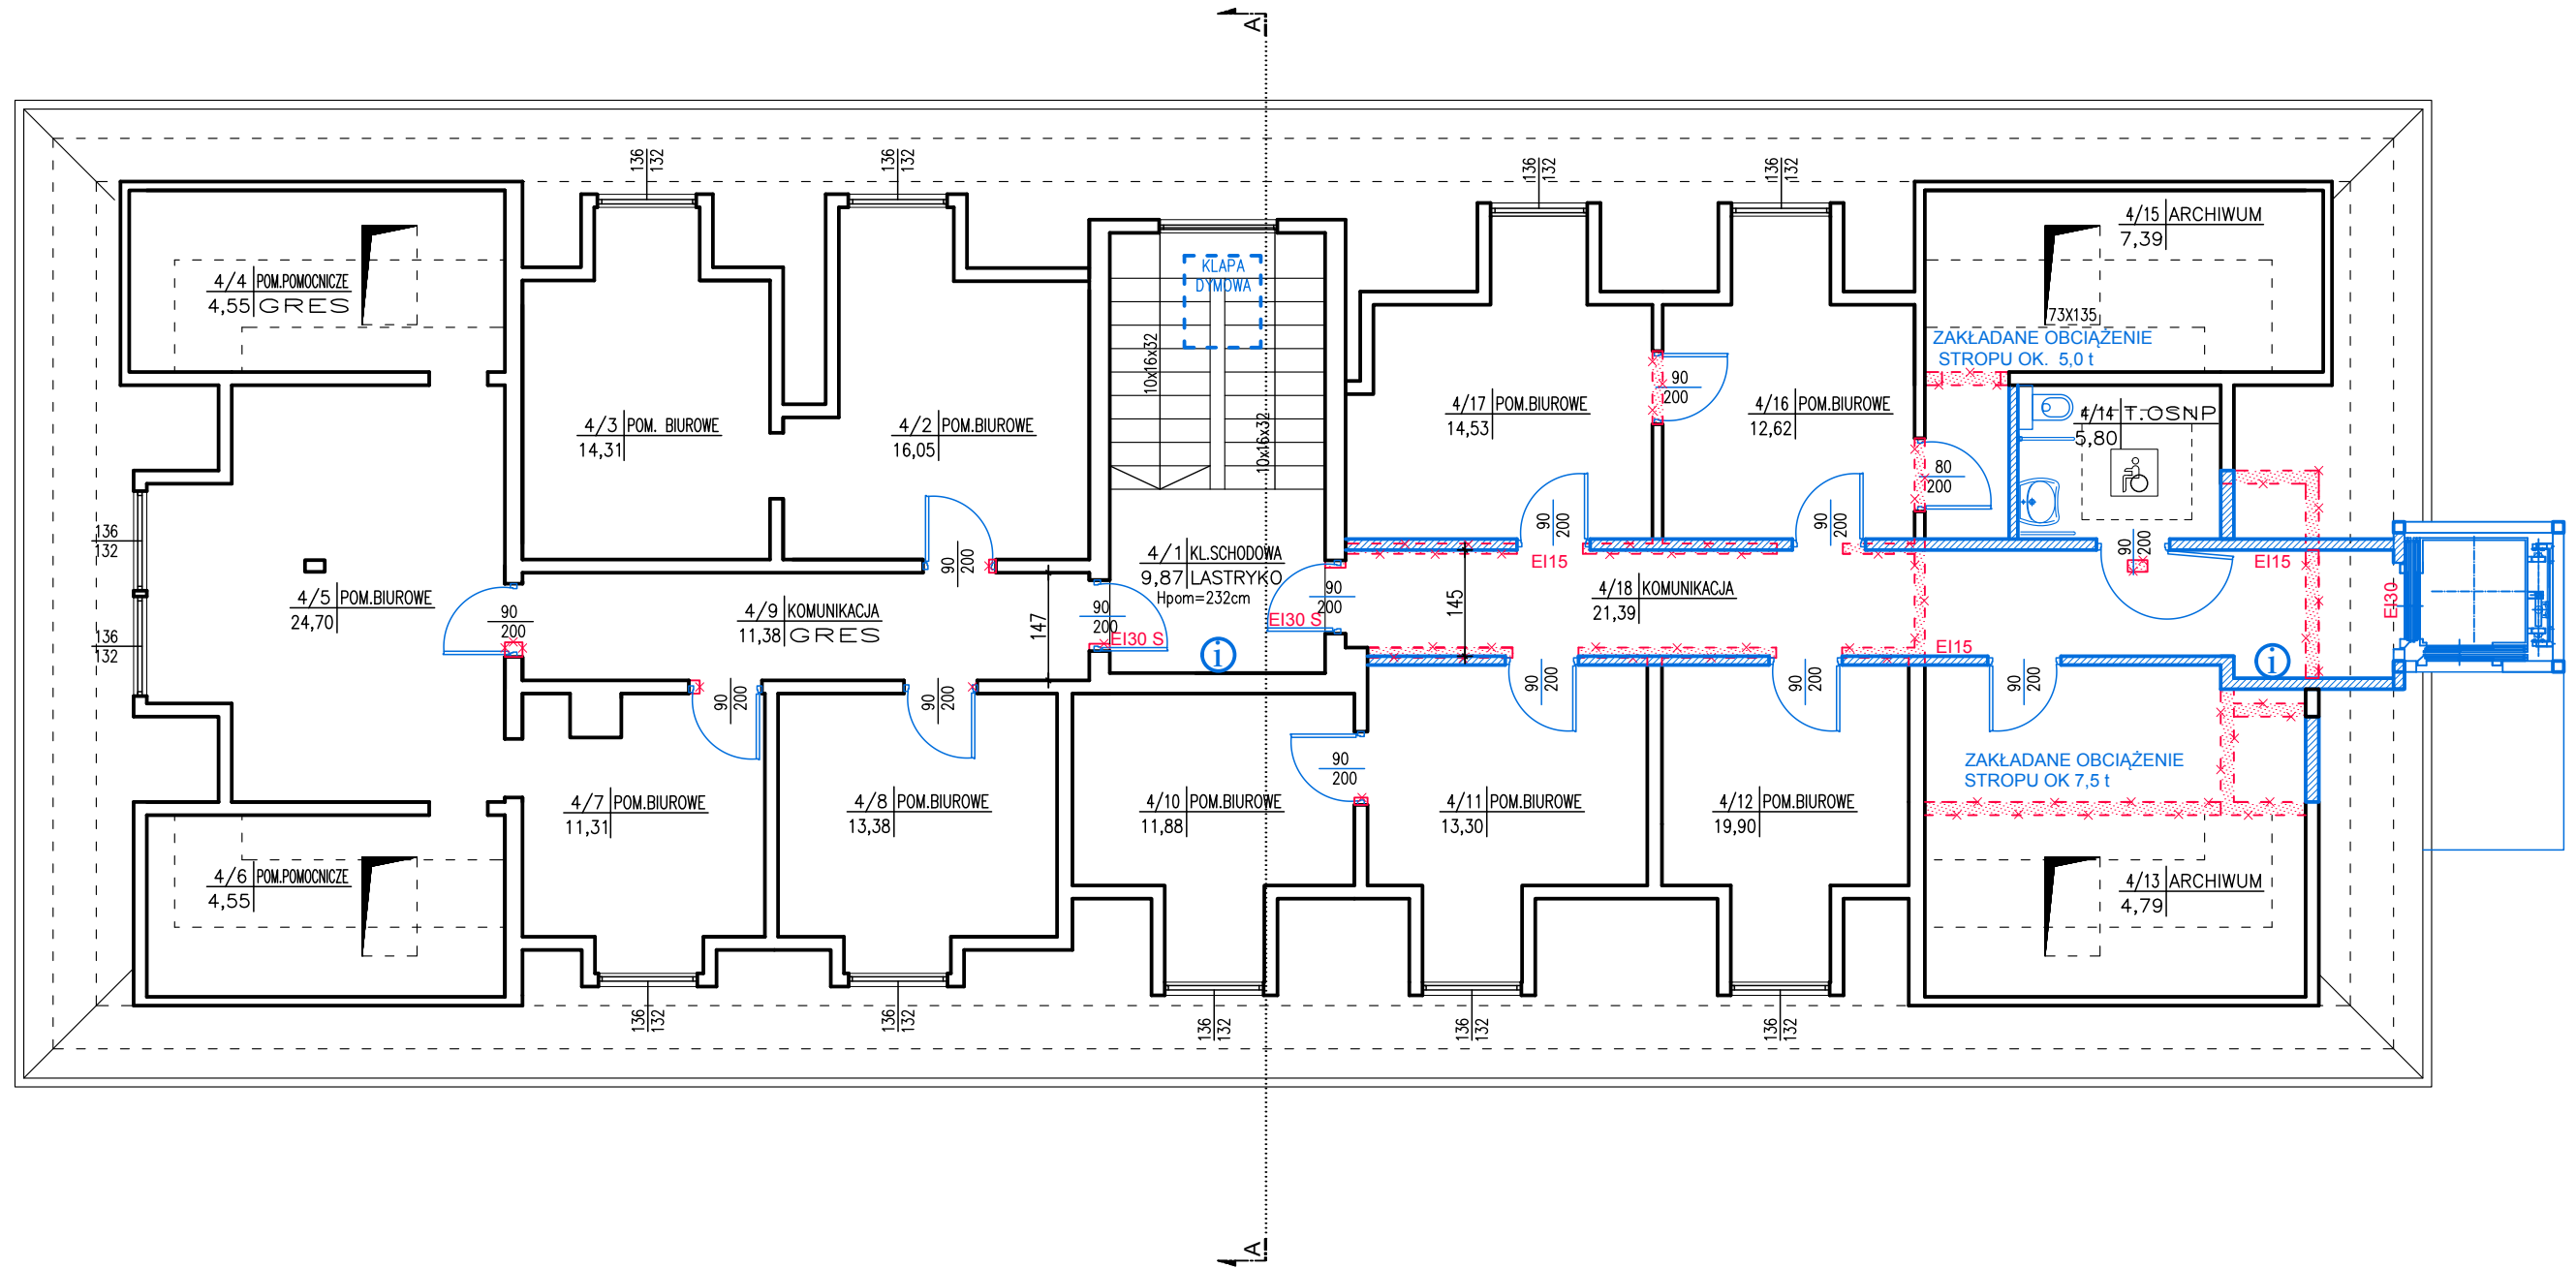 A
136
132
136
132
136
132
136
132
4/4 POM.POMOCNICZE
4,55 GRES
KLAPA
DYMOWA
10x16x32
10x16x32
4/15 ARCHIWUM
7,39
73X135
ZAKŁADANE OBCIĄŻENIE
STROPU OK. 5,0 t
4/3 POM. BIUROWE
14,31
4/2 POM.BIUROWE
16,05
4/17 POM.BIUROWE
14,53
90
200
4/16 POM.BIUROWE
12,62
80
200
4/14 T.OSNP
5,80
136
132
136
132
4/5 POM.BIUROWE
24,70
90
200
4/9 KOMUNIKACJA
11,38 GRES
90
200
147
90
200
EI30 S
4/1 KL.SCHODOWA
9,87 LASTRYKO
Hpom=232cm
i
EI30 S
90
200
145
90
200
EI15
4/18 KOMUNIKACJA
21,39
90
200
EI15
90
200
EI15
EI30
i
90
200
90
200
90
200
90
200
90
200
90
200
ZAKŁADANE OBCIĄŻENIE
STROPU OK 7,5 t
4/7 POM.BIUROWE
11,31
4/8 POM.BIUROWE
13,38
4/10 POM.BIUROWE
11,88
4/11 POM.BIUROWE
13,30
4/12 POM.BIUROWE
19,90
4/6 POM.POMOCNICZE
4,55
4/13 ARCHIWUM
4,79
136
132
136
132
136
132
136
132
136
132
A